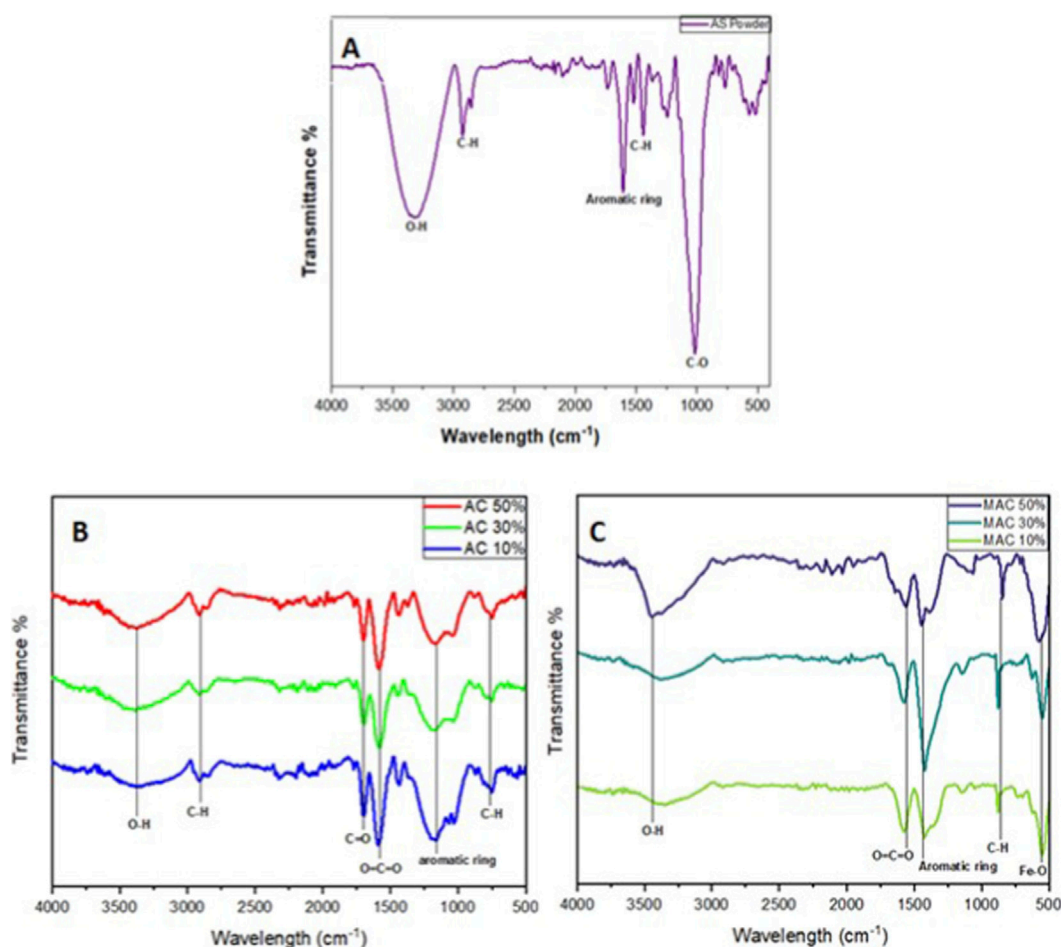 A
AS Powder
Transmittance %
C-H
C-H
Aromatic ring
O-H
C-O
4000 3500 3000 2500 2000 1500 1000 500
Wavelength (cm⁻¹)
B
AC 50%
AC 30%
AC 10%
Transmittance %
O-H
C-H
C=O
O=C=O
aromatic ring
C-H
4000 3500 3000 2500 2000 1500 1000 500
Wavelength (cm⁻¹)
C
MAC 50%
MAC 30%
MAC 10%
Transmittance %
O-H
O=C=O
Aromatic ring
C-H
Fe-O
4000 3500 3000 2500 2000 1500 1000 500
Wavelength (cm⁻¹)